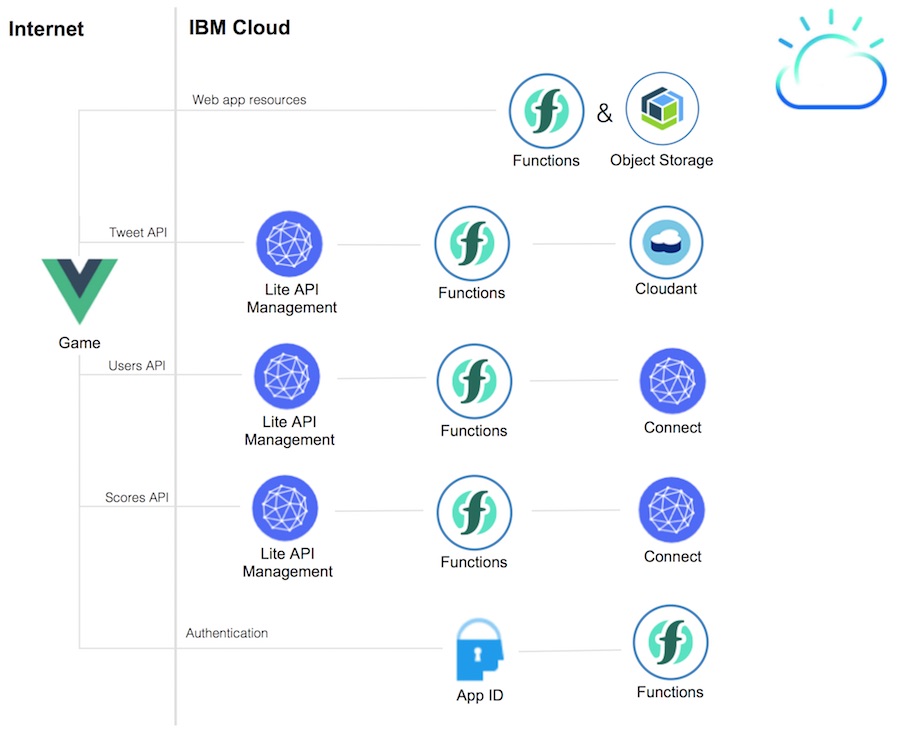 Internet
IBM Cloud
Web app resources
&
Functions
Object Storage
Tweet API
Lite API
Management
Functions
Cloudant
Game
Users API
Lite API
Management
Functions
Connect
Scores API
Lite API
Management
Functions
Connect
Authentication
App ID
Functions